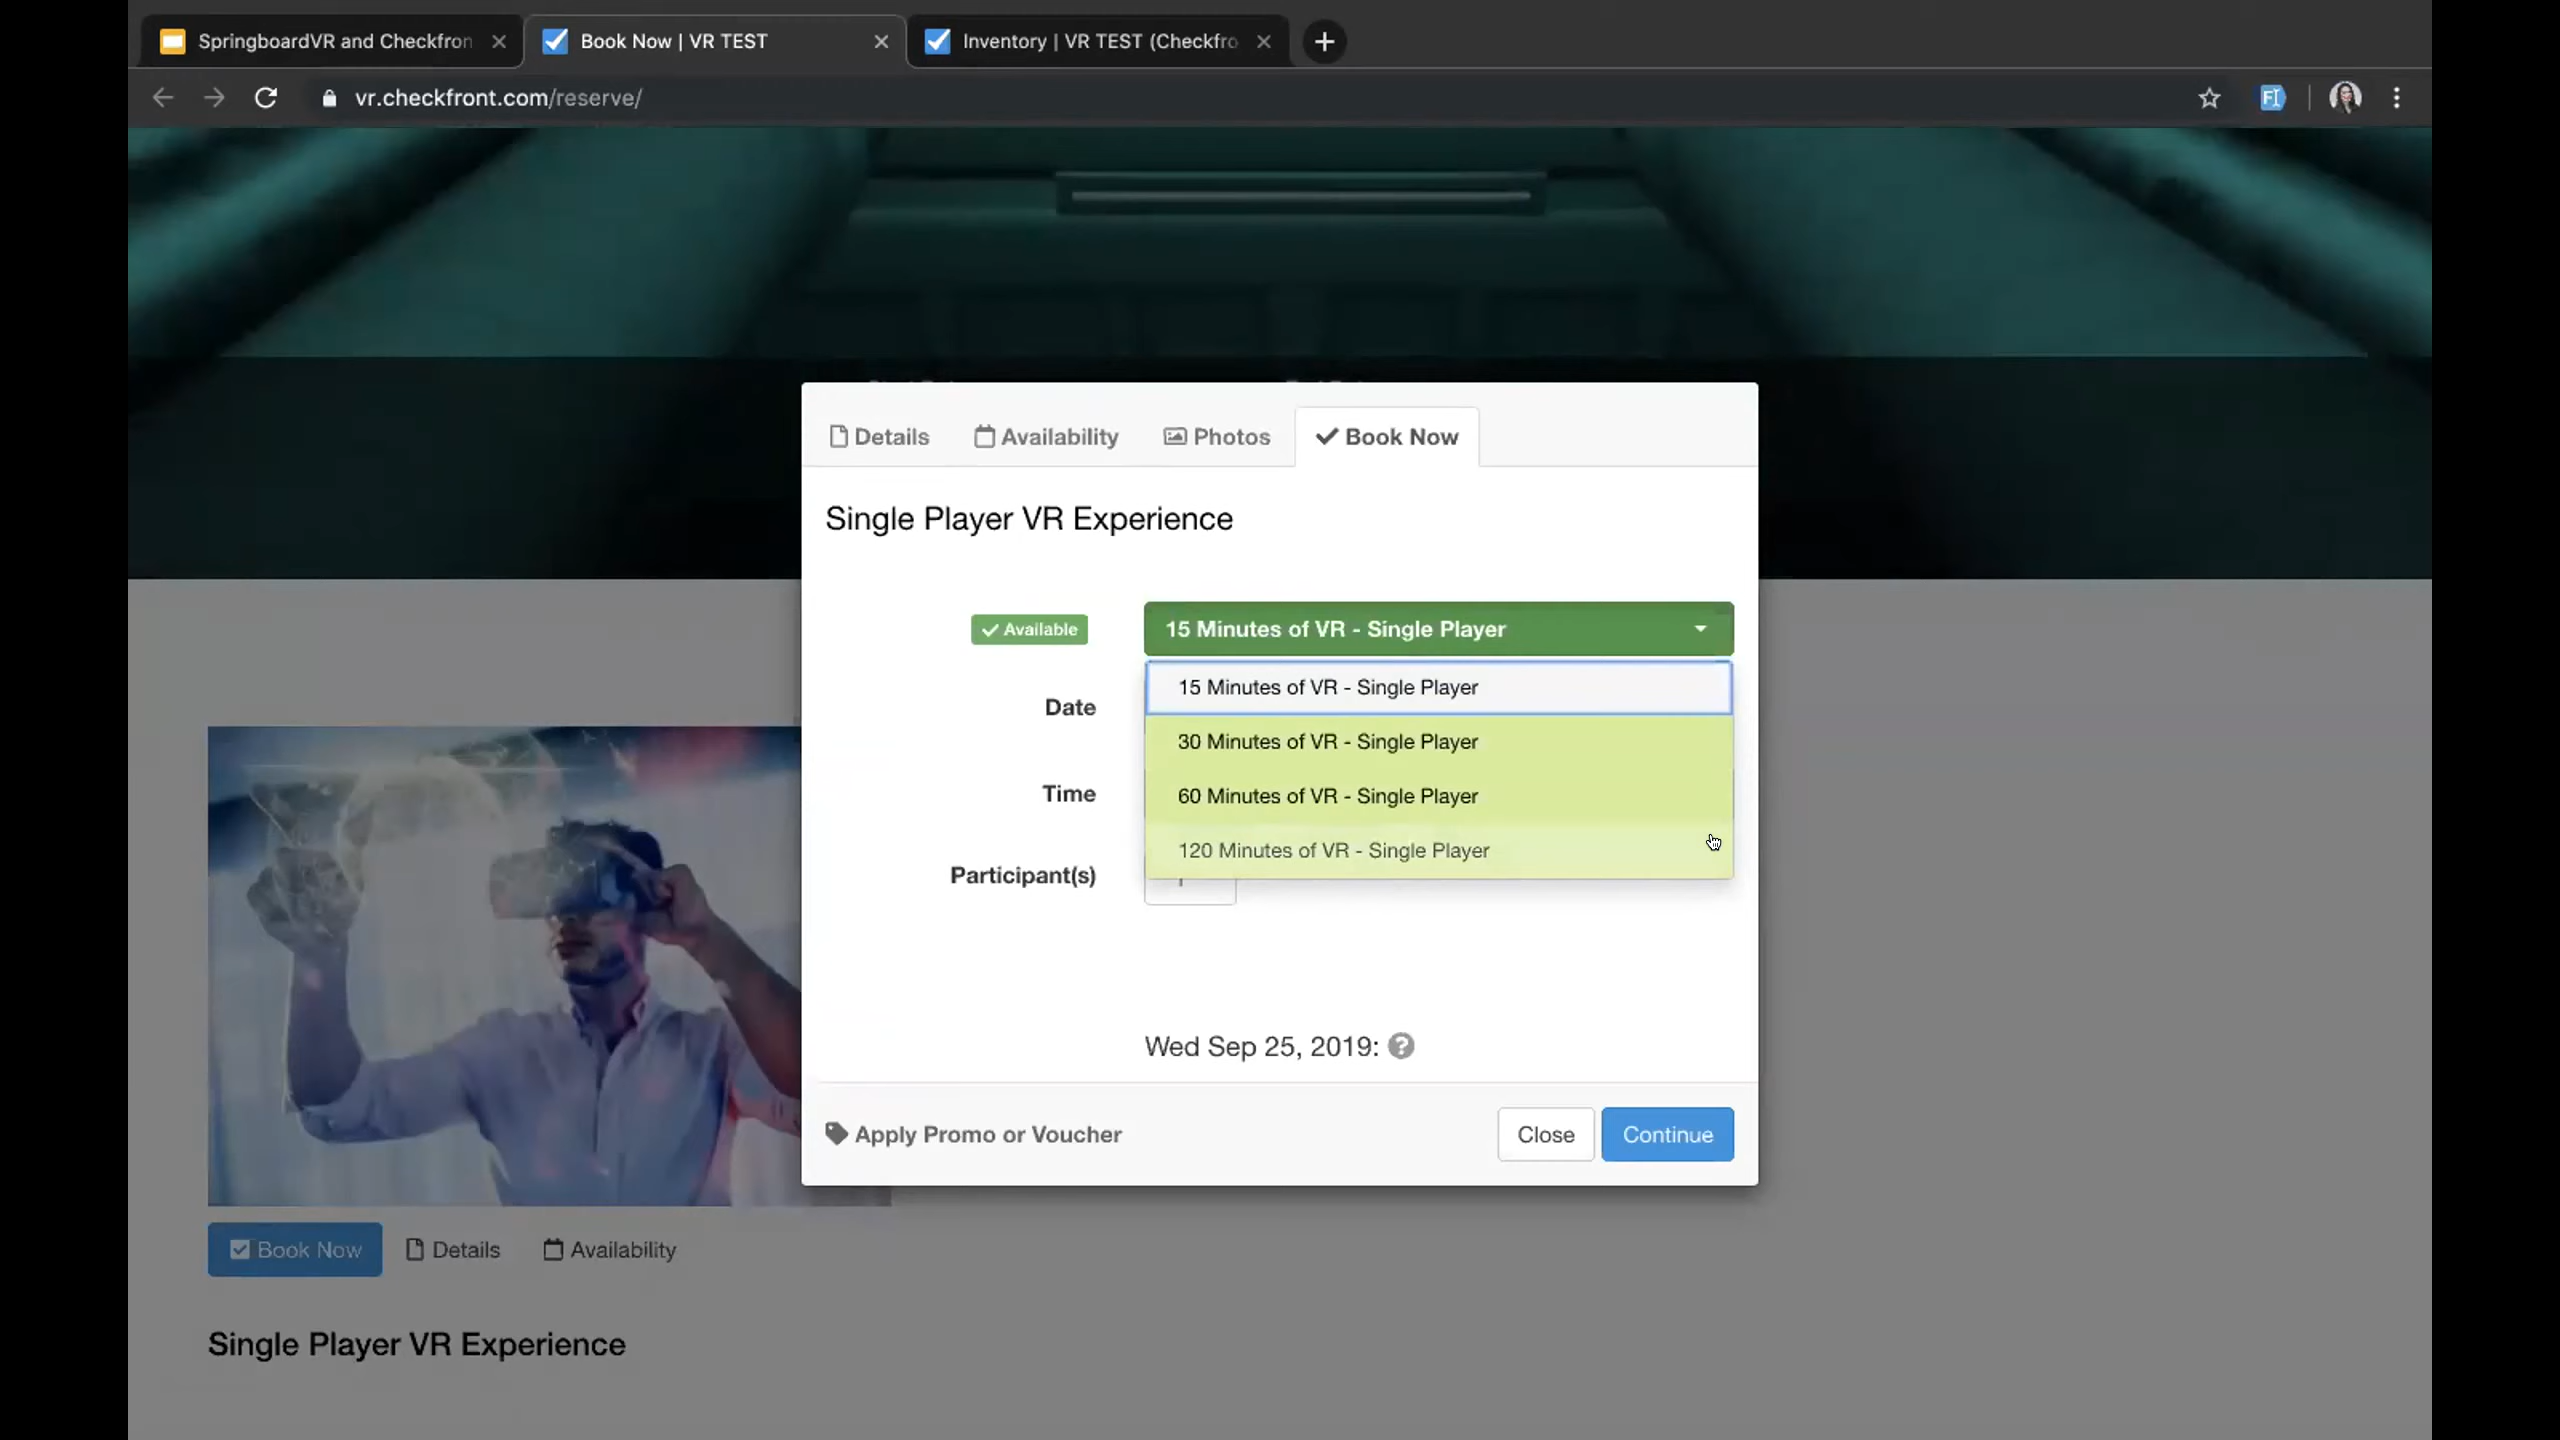 SpringboardVR and Checkfron
Book Now | VR TEST
Inventory | VR TEST (Checkfro
vr.checkfront.com/reserve/
Details
Availability
Photos
Book Now
Single Player VR Experience
Available
15 Minutes of VR - Single Player
15 Minutes of VR - Single Player
Date
30 Minutes of VR - Single Player
Time
60 Minutes of VR - Single Player
120 Minutes of VR - Single Player
Participant(s)
Wed Sep 25, 2019:
Apply Promo or Voucher
Close
Continue
Book Now
Details
Availability
Single Player VR Experience